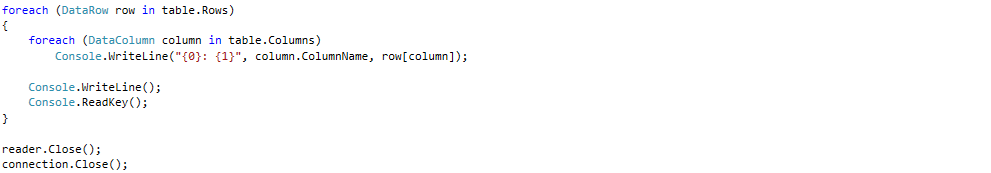 foreach (DataRow row in table.Rows)
{
    foreach (DataColumn column in table.Columns)
        Console.WriteLine("{0}: {1}", column.ColumnName, row[column]);

    Console.WriteLine();
    Console.ReadKey();
}

reader.Close();
connection.Close();